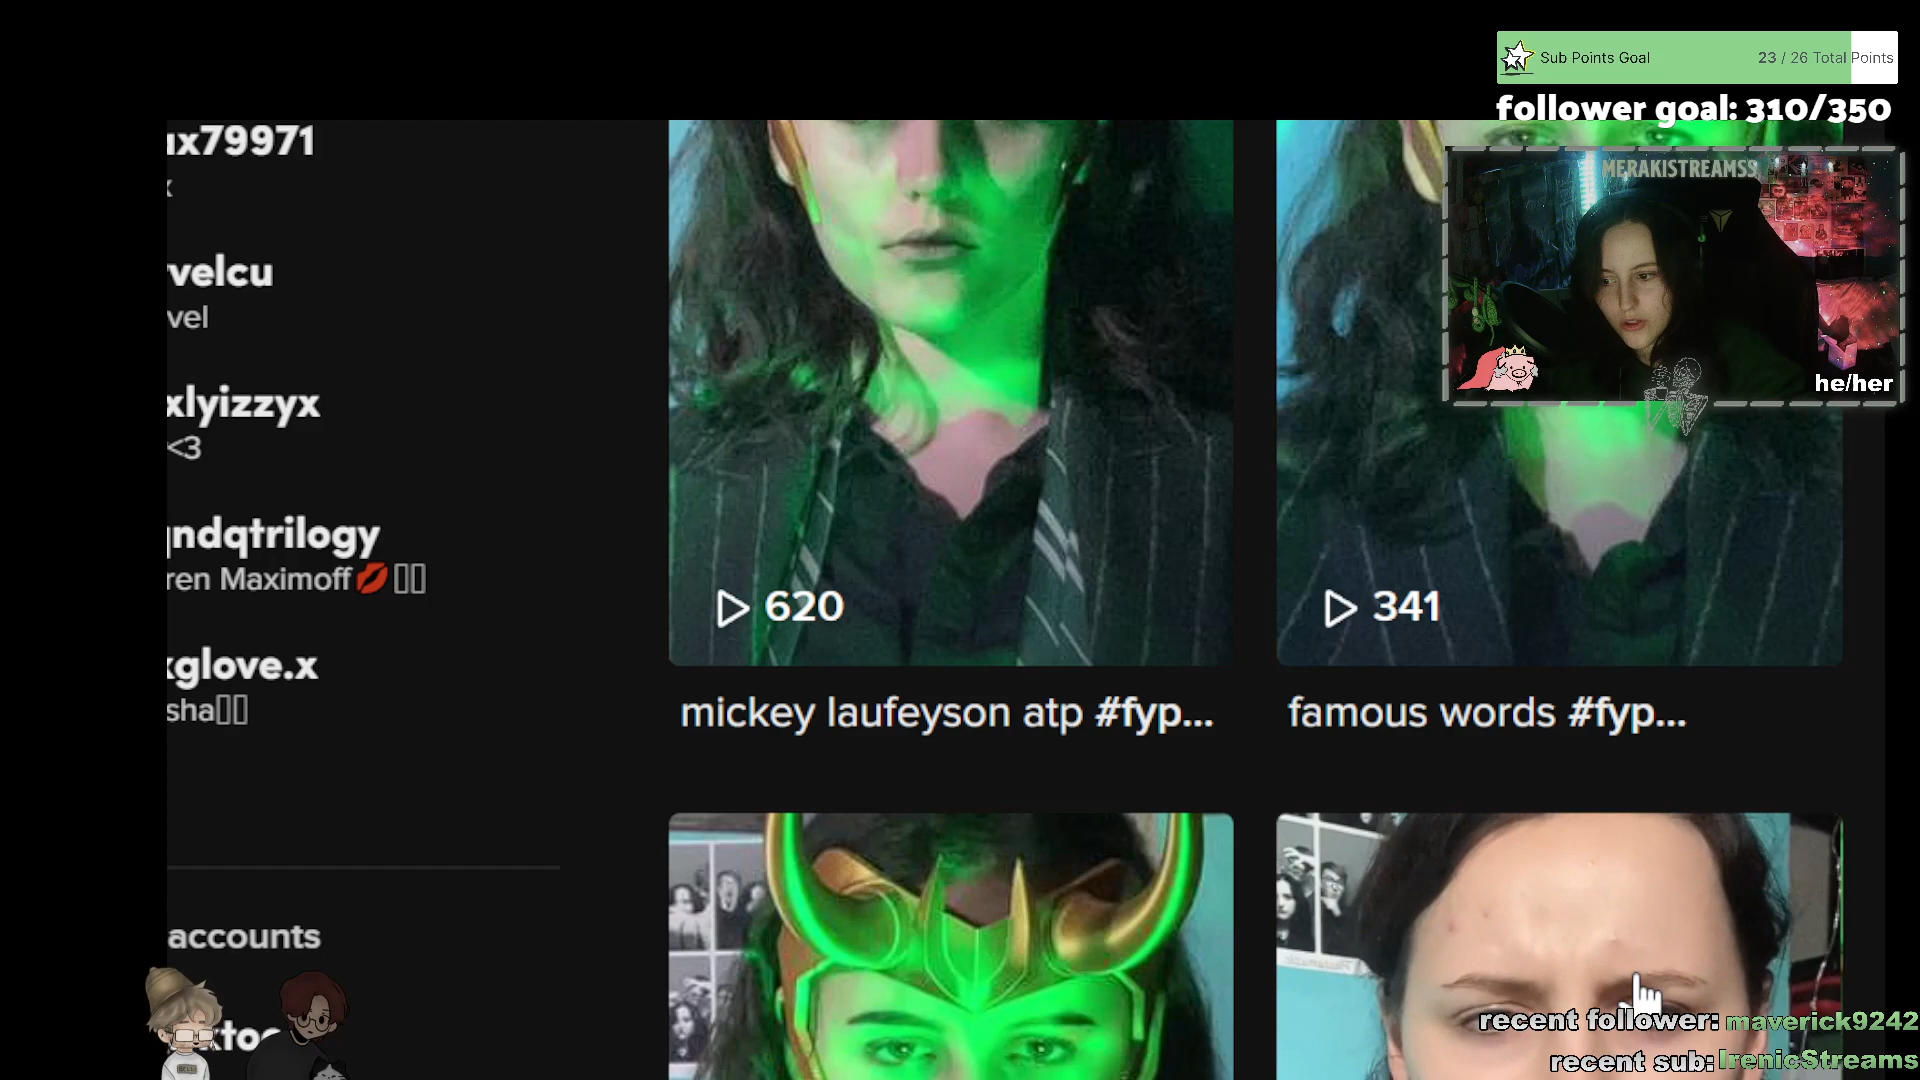 Sub Points Goal
23 / 26 Total Points
follower goal: 310/350
MERAKISTREAMSS
he/her
x79971
x
velcu
vel
xlyizzyx
<3
ndqtrilogy
ren Maximoff💋
glove.x
sha
620
341
mickey laufeyson atp #fyp...
famous words #fyp...
accounts
recent follower: maverick9242
recent sub: IrenicStreams